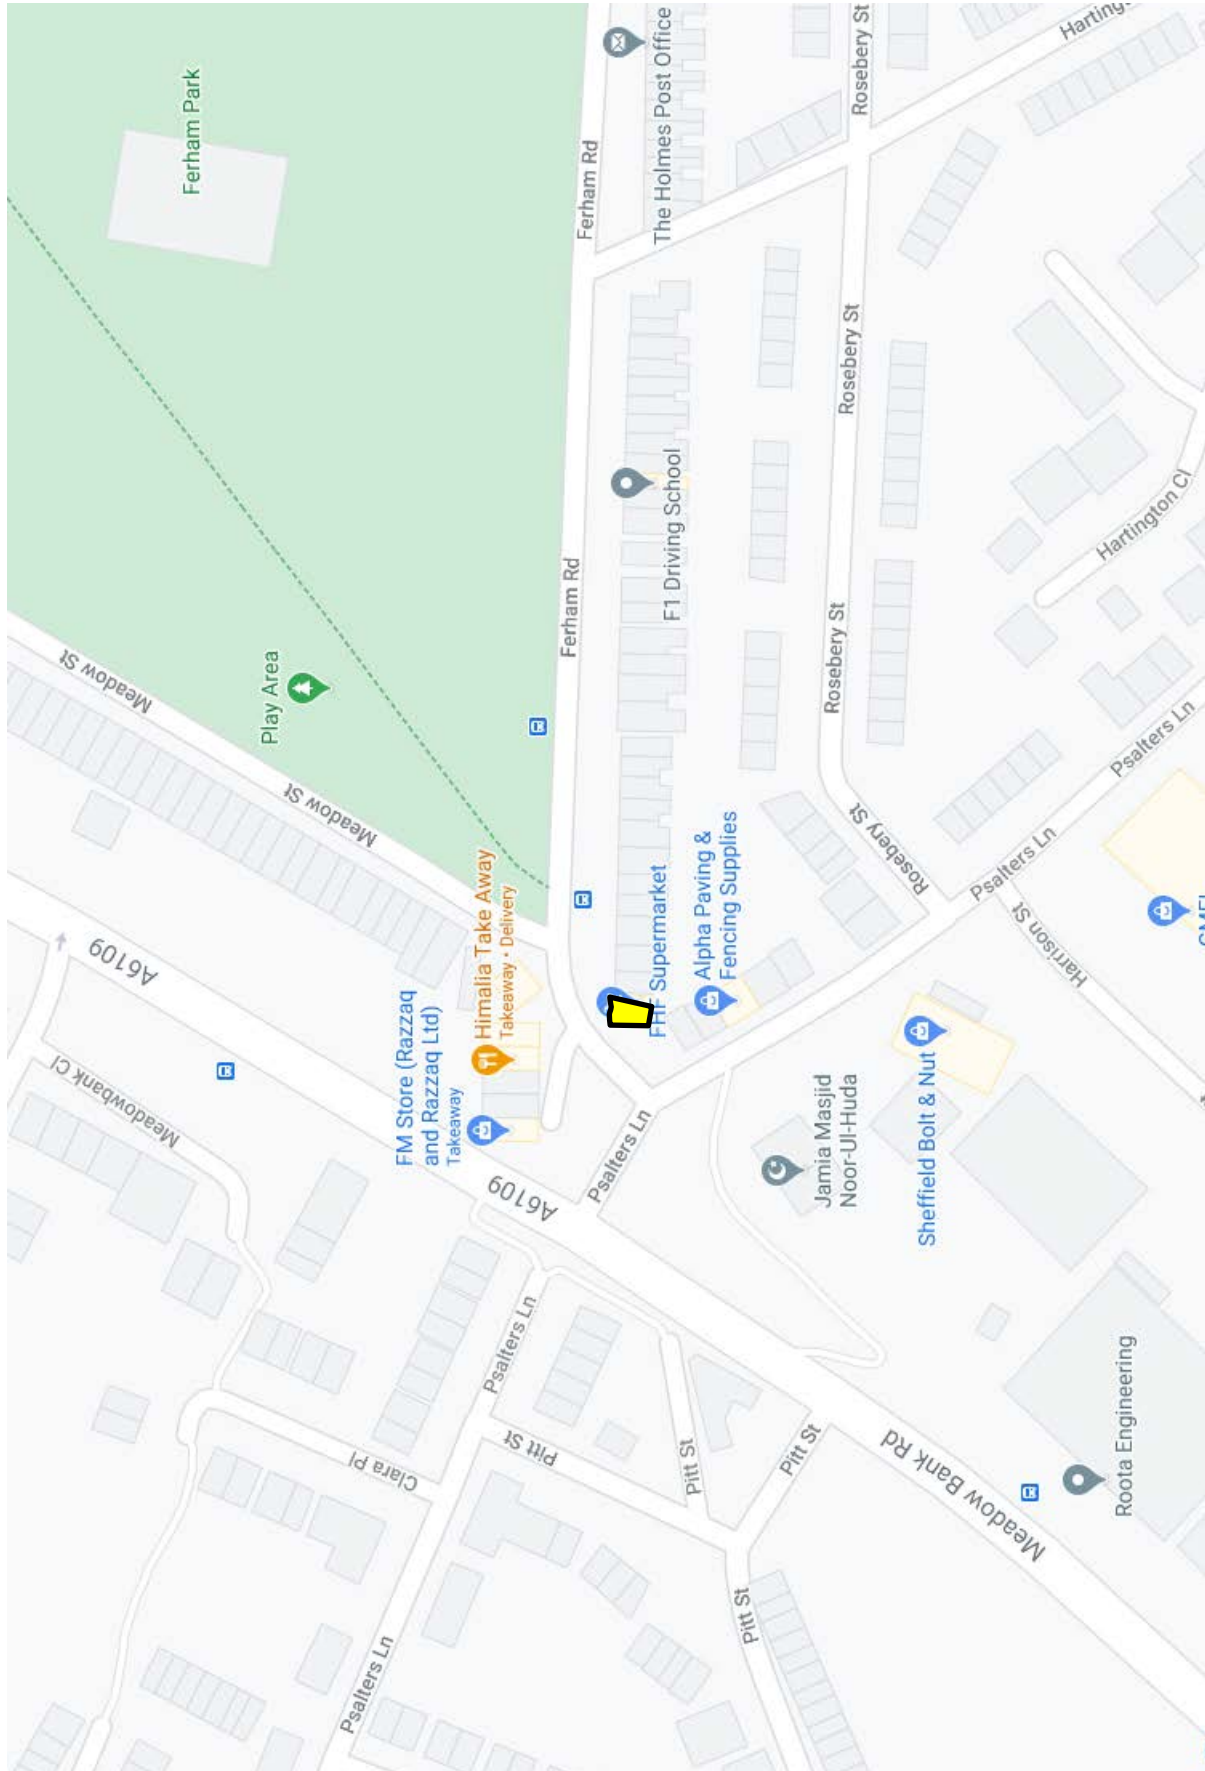 Ferham Park
Play Area
Meadow St
Meadow St
A6109
Meadowbank Cl
FM Store (Razzaq
and Razzaq Ltd)
Takeaway
Himalia Take Away
Takeaway • Delivery
A6109
Psalters Ln
Ferham Rd
Ferham Rd
The Holmes Post Office
F1 Driving School
FHF Supermarket
Alpha Paving &
Fencing Supplies
Rosebery St
Rosebery St
Rosebery St
Rosebery St
Rosebery St
Hartington Cl
Psalters Ln
Psalters Ln
Harrison St
Jamia Masjid
Noor-Ul-Huda
Sheffield Bolt & Nut
Roota Engineering
Meadow Bank Rd
Pitt St
Pitt St
Pitt St
Pitt St
Psalters Ln
Clara Pl
Psalters Ln